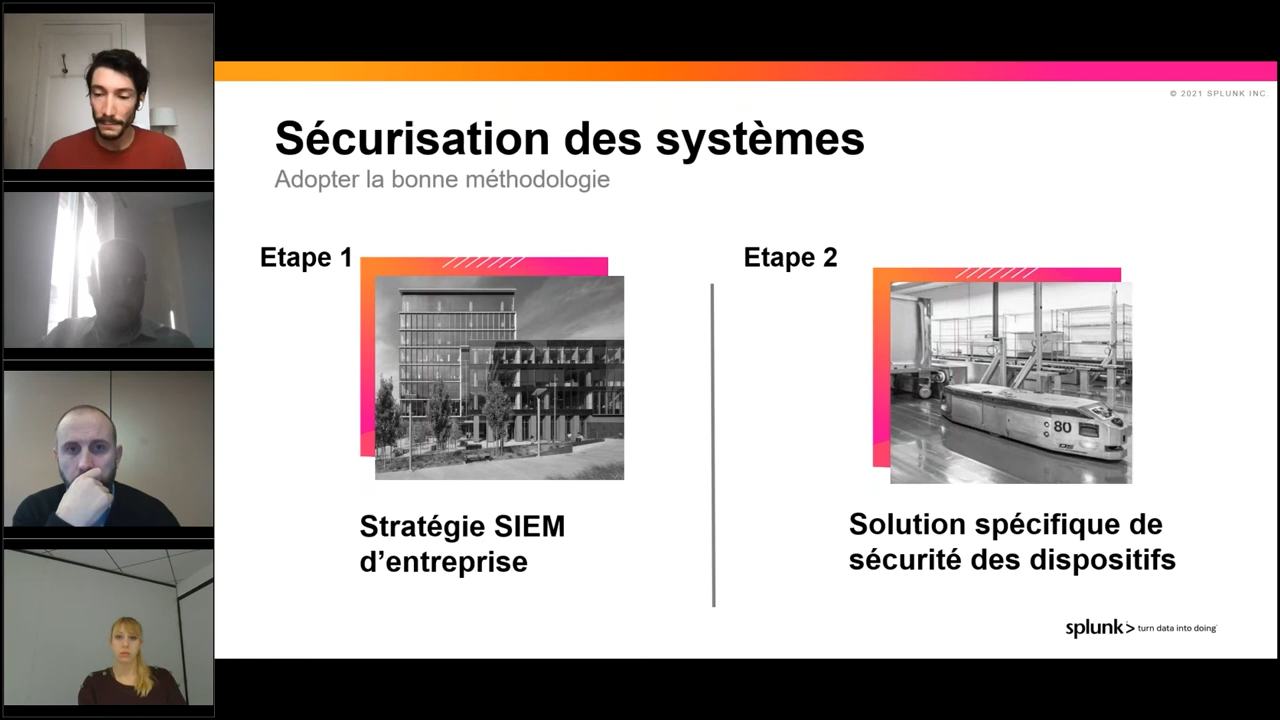 © 2021 SPLUNK INC.
Sécurisation des systèmes
Adopter la bonne méthodologie
Etape 1
Etape 2
80
Stratégie SIEM
d’entreprise
Solution spécifique de
sécurité des dispositifs
splunk> turn data into doing